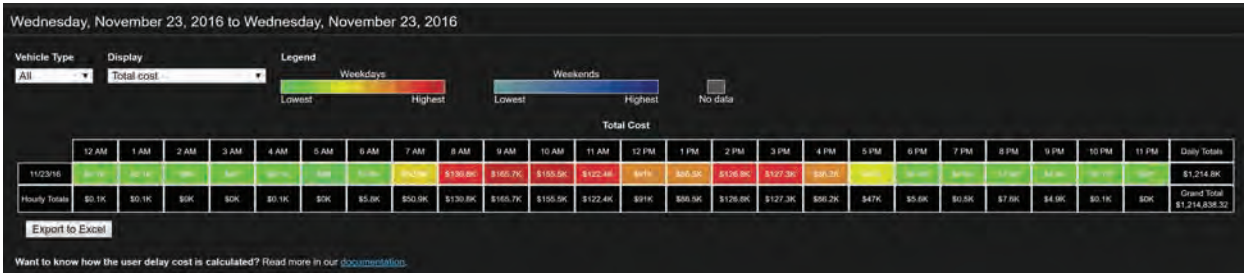 Wednesday, November 23, 2016 to Wednesday, November 23, 2016
Vehicle Type Display Legend
All Total cost Weekdays Weekends
Lowest Highest Lowest Highest No data
Total Cost
12 AM 1 AM 2 AM 3 AM 4 AM 5 AM 6 AM 7 AM 8 AM 9 AM 10 AM 11 AM 12 PM 1 PM 2 PM 3 PM 4 PM 5 PM 6 PM 7 PM 8 PM 9 PM 10 PM 11 PM Daily Totals
11/23/16 $130.8K $165.7K $155.5K $122.4K $91K $86.5K $126.8K $127.3K $86.2K $1,214.8K
Hourly Totals $0.1K $0.1K $0K $0K $0.1K $0K $5.8K $50.9K $130.8K $165.7K $155.5K $122.4K $91K $86.5K $126.8K $127.3K $86.2K $47K $5.6K $0.5K $7.6K $4.9K $0.1K $0K Grand Total $1,214,838.32
Export to Excel
Want to know how the user delay cost is calculated? Read more in our documentation.